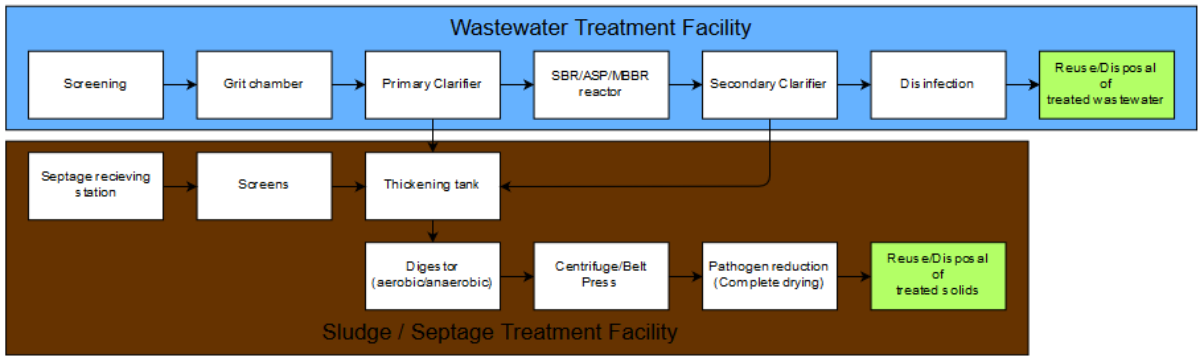 Wastewater Treatment Facility
Screening
Grit chamber
Primary Clarifier
SBR/ASP/MBBR
reactor
Secondary Clarifier
Disinfection
Reuse/Disposal
of
treated wastewater
Septage recieving
station
Screens
Thickening tank
Digestor
(aerobic/anaerobic)
Centrifuge/Belt
Press
Pathogen reduction
(Complete drying)
Reuse/Disposal
of
treated solids
Sludge / Septage Treatment Facility